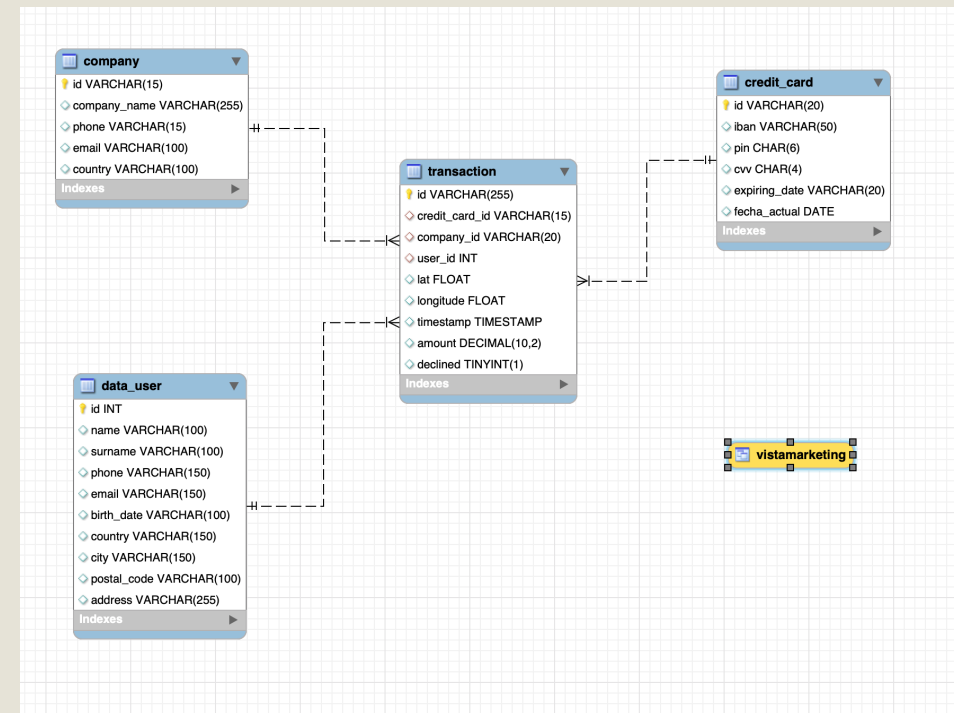 company
id VARCHAR(15)
company_name VARCHAR(255)
phone VARCHAR(15)
email VARCHAR(100)
country VARCHAR(100)
Indexes
credit_card
id VARCHAR(20)
iban VARCHAR(50)
pin CHAR(6)
cvv CHAR(4)
expiring_date VARCHAR(20)
fecha_actual DATE
Indexes
transaction
id VARCHAR(255)
credit_card_id VARCHAR(15)
company_id VARCHAR(20)
user_id INT
lat FLOAT
longitude FLOAT
timestamp TIMESTAMP
amount DECIMAL(10,2)
declined TINYINT(1)
Indexes
data_user
id INT
name VARCHAR(100)
surname VARCHAR(100)
phone VARCHAR(150)
email VARCHAR(150)
birth_date VARCHAR(100)
country VARCHAR(150)
city VARCHAR(150)
postal_code VARCHAR(100)
address VARCHAR(255)
Indexes
vistamarketing